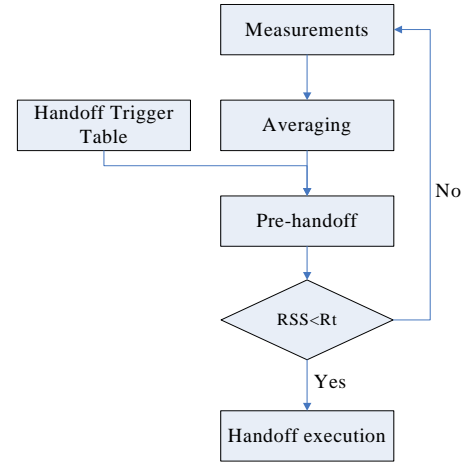 Measurements
Handoff Trigger
Table
Averaging
Pre-handoff
No
RSS<Rt
Yes
Handoff execution